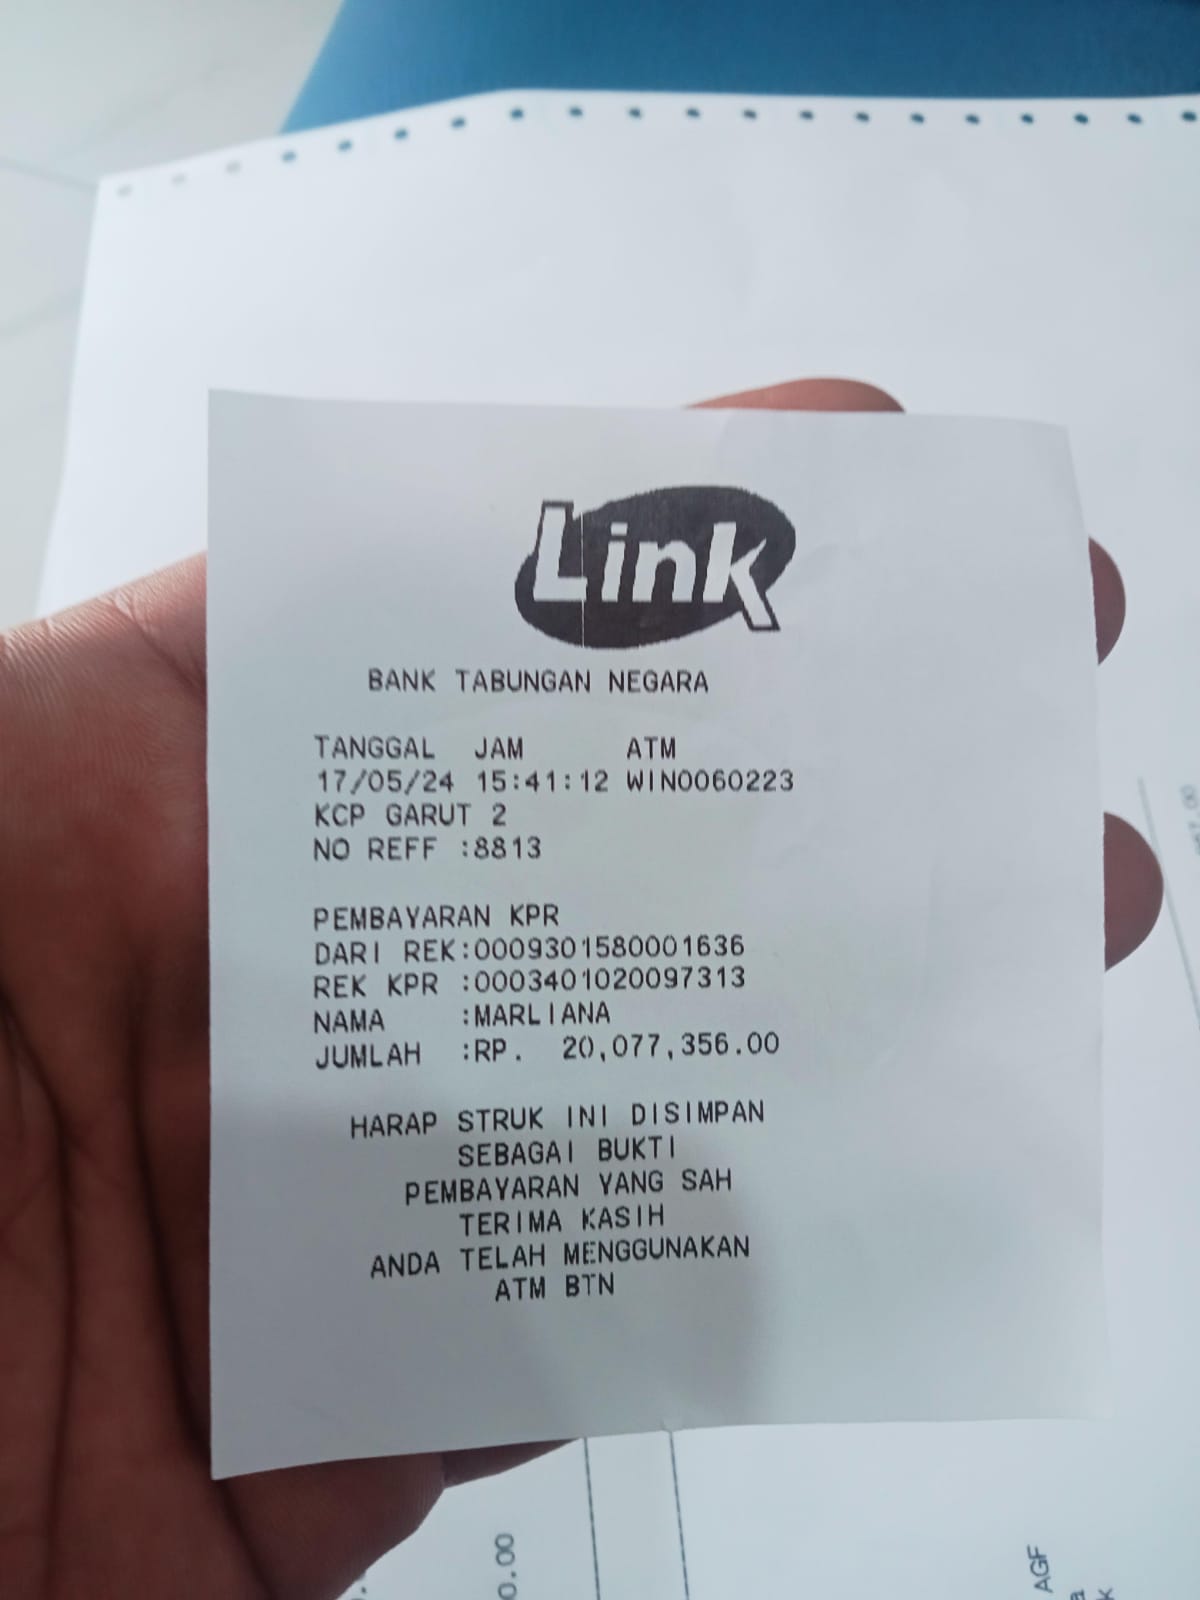 Link
BANK TABUNGAN NEGARA
TANGGAL JAM ATM
17/05/24 15:41:12 WIN0060223
KCP GARUT 2
NO REFF :8813
PEMBAYARAN KPR
DARI REK:0009301580001636
REK KPR :0003401020097313
NAMA :MARLIANA
JUMLAH :RP. 20,077,356.00
HARAP STRUK INI DISIMPAN
SEBAGAI BUKTI
PEMBAYARAN YANG SAH
TERIMA KASIH
ANDA TELAH MENGGUNAKAN
ATM BTN
AGF